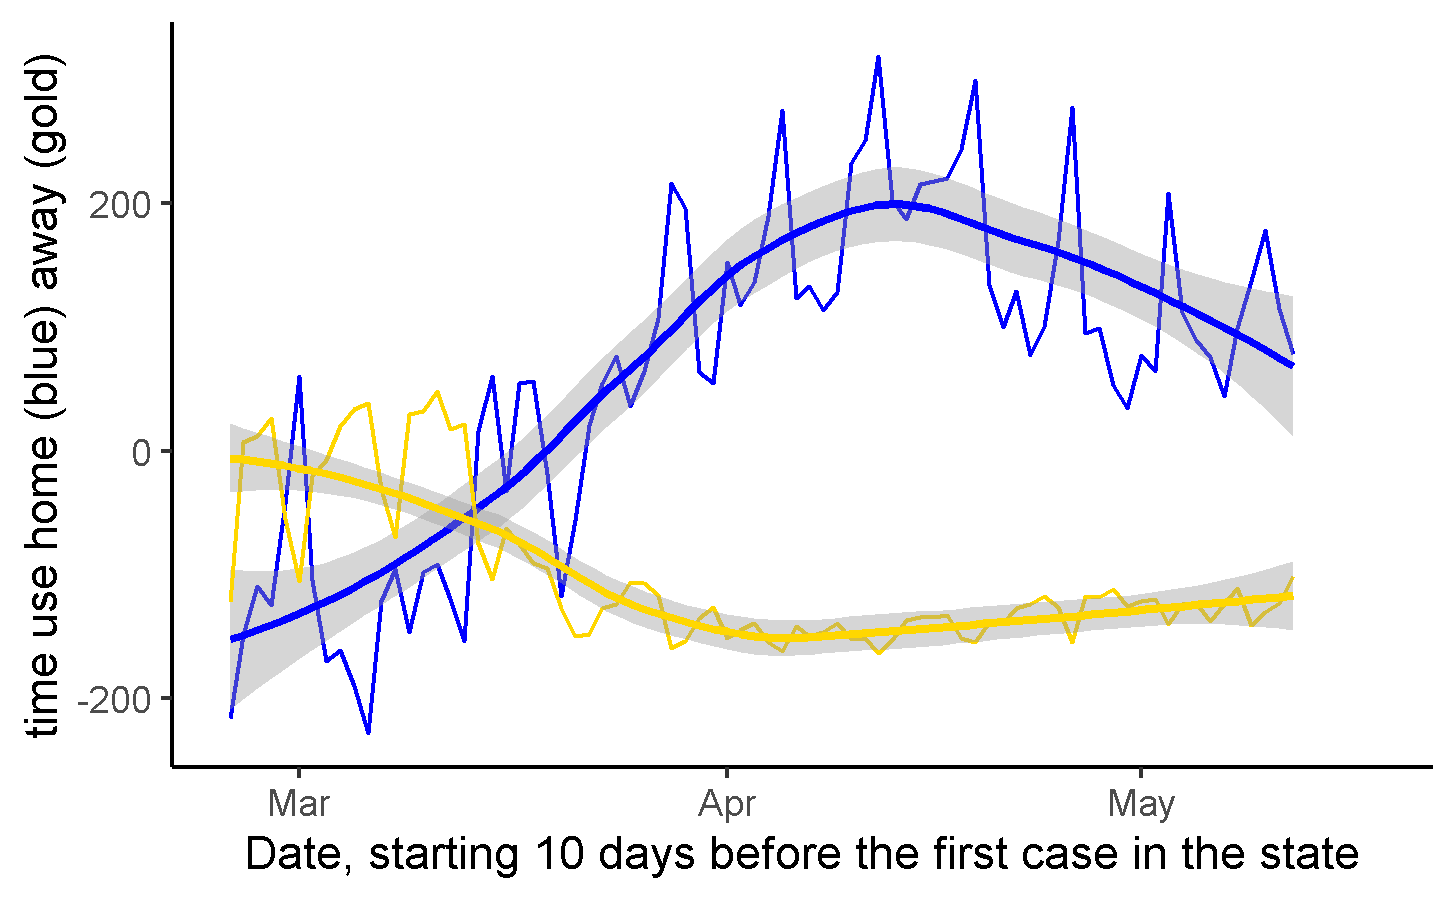 time use home (blue) away (gold)
200
0
-200
Mar
Apr
May
Date, starting 10 days before the first case in the state